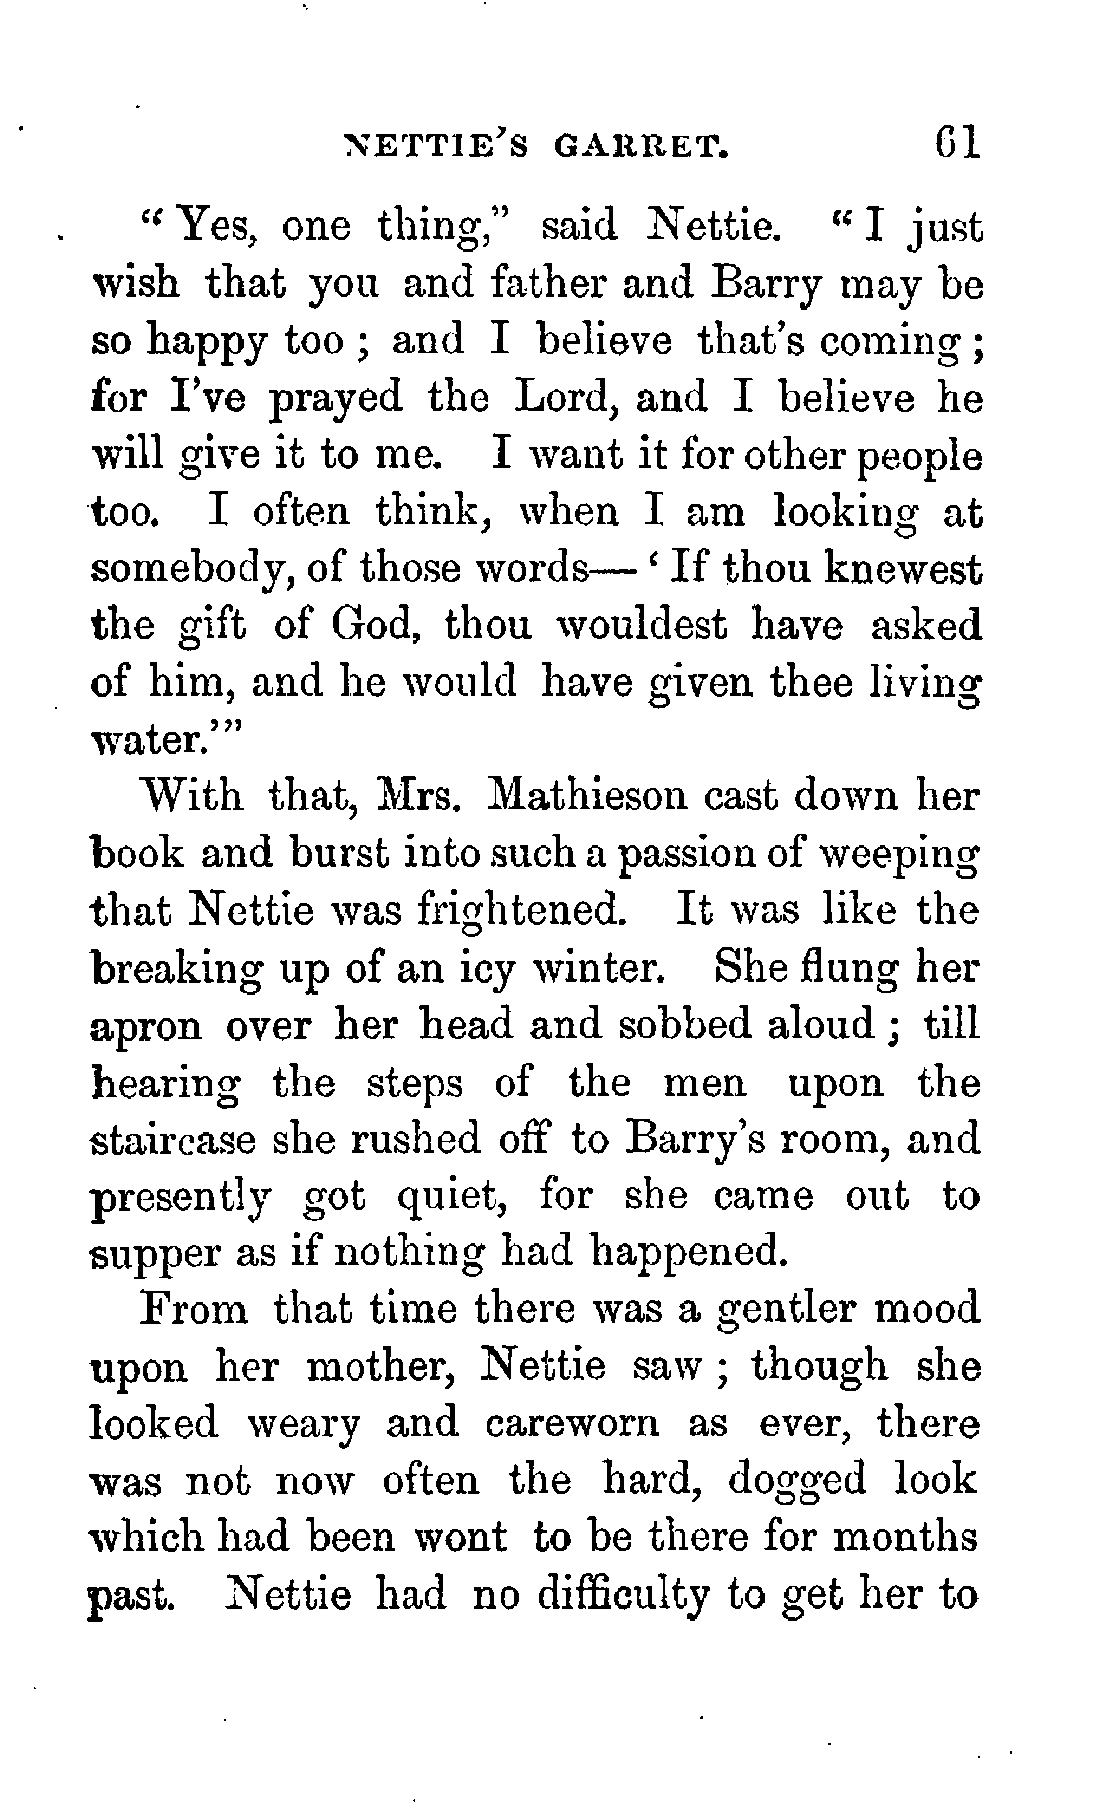 NETTIE'S GARRET. 61
"Yes, one thing," said Nettie. "I just
wish that you and father and Barry may be
so happy too; and I believe that's coming;
for I've prayed the Lord, and I believe he
will give it to me. I want it for other people
too. I often think, when I am looking at
somebody, of those words—'If thou knewest
the gift of God, thou wouldest have asked
of him, and he would have given thee living
water.'"
With that, Mrs. Mathieson cast down her
book and burst into such a passion of weeping
that Nettie was frightened. It was like the
breaking up of an icy winter. She flung her
apron over her head and sobbed aloud; till
hearing the steps of the men upon the
staircase she rushed off to Barry's room, and
presently got quiet, for she came out to
supper as if nothing had happened.
From that time there was a gentler mood
upon her mother, Nettie saw; though she
looked weary and careworn as ever, there
was not now often the hard, dogged look
which had been wont to be there for months
past. Nettie had no difficulty to get her to